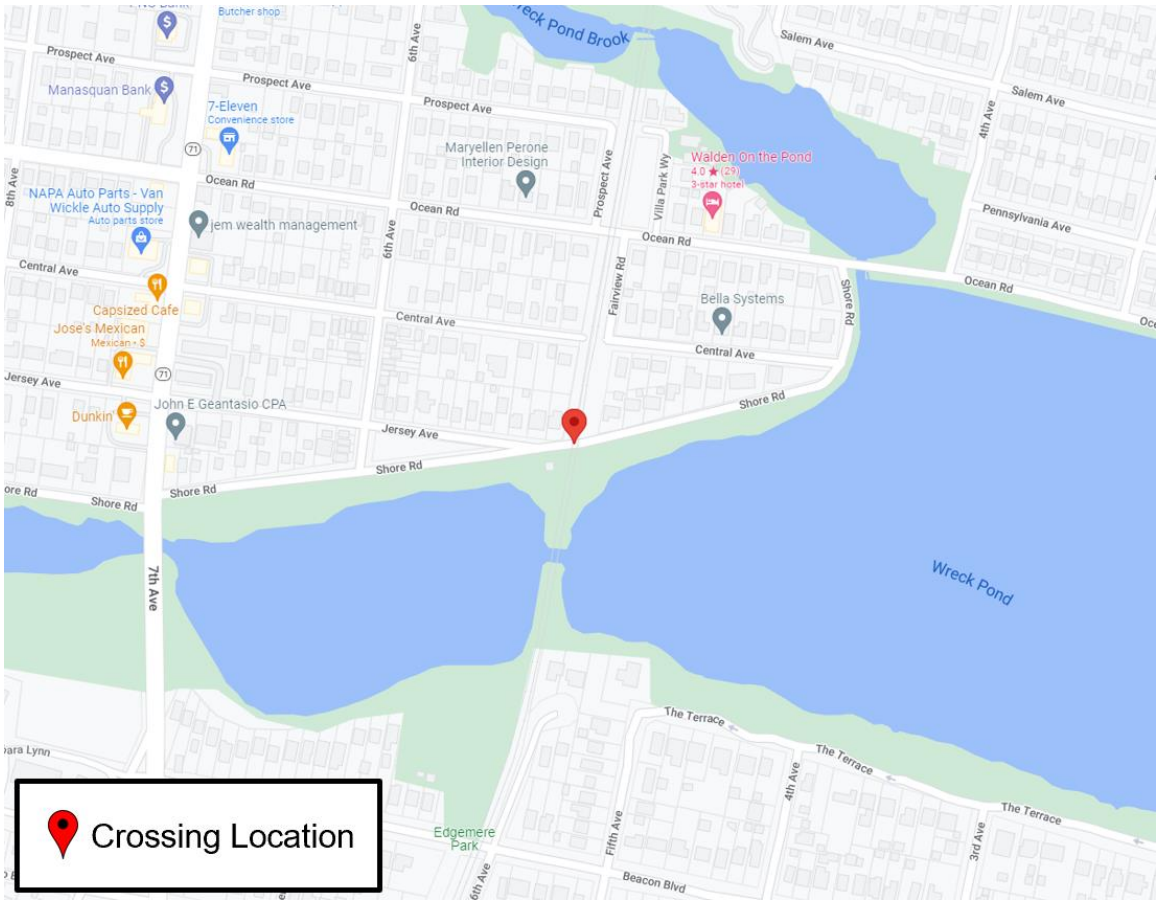 Butcher shop
Prospect Ave
Manasquan Bank
Prospect Ave
7-Eleven
Convenience store
6th Ave
Prospect Ave
Wreck Pond Brook
Salem Ave
Salem Ave
4th Ave
Maryellen Perone
Interior Design
Prospect Ave
Villa Park Wy
Walden On the Pond
4.0 ★ (29)
3-star hotel
71
8th Ave
Ocean Rd
NAPA Auto Parts - Van
Wickle Auto Supply
Auto parts store
jem wealth management
6th Ave
Ocean Rd
Ocean Rd
Pennsylvania Ave
Ocean Rd
Central Ave
Capsized Cafe
Jose's Mexican
Mexican • $
Central Ave
Fairview Rd
Bella Systems
Shore Rd
Central Ave
71
Jersey Ave
Dunkin'
John E Geantasio CPA
Jersey Ave
Shore Rd
Shore Rd
Shore Rd
Shore Rd
7th Ave
Wreck Pond
The Terrace
The Terrace
The Terrace
4th Ave
3rd Ave
Fifth Ave
Edgemere
Park
6th Ave
Beacon Blvd
Crossing Location